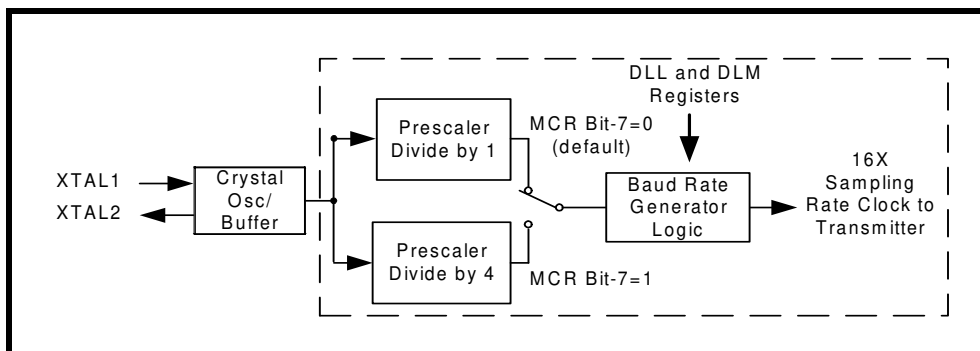 DLL and DLM
Registers
Prescaler
Divide by 1
MCR Bit-7=0
(default)
XTAL1
XTAL2
Crystal
Osc/
Buffer
Baud Rate
Generator
Logic
16X
Sampling
Rate Clock to
Transmitter
Prescaler
Divide by 4
MCR Bit-7=1